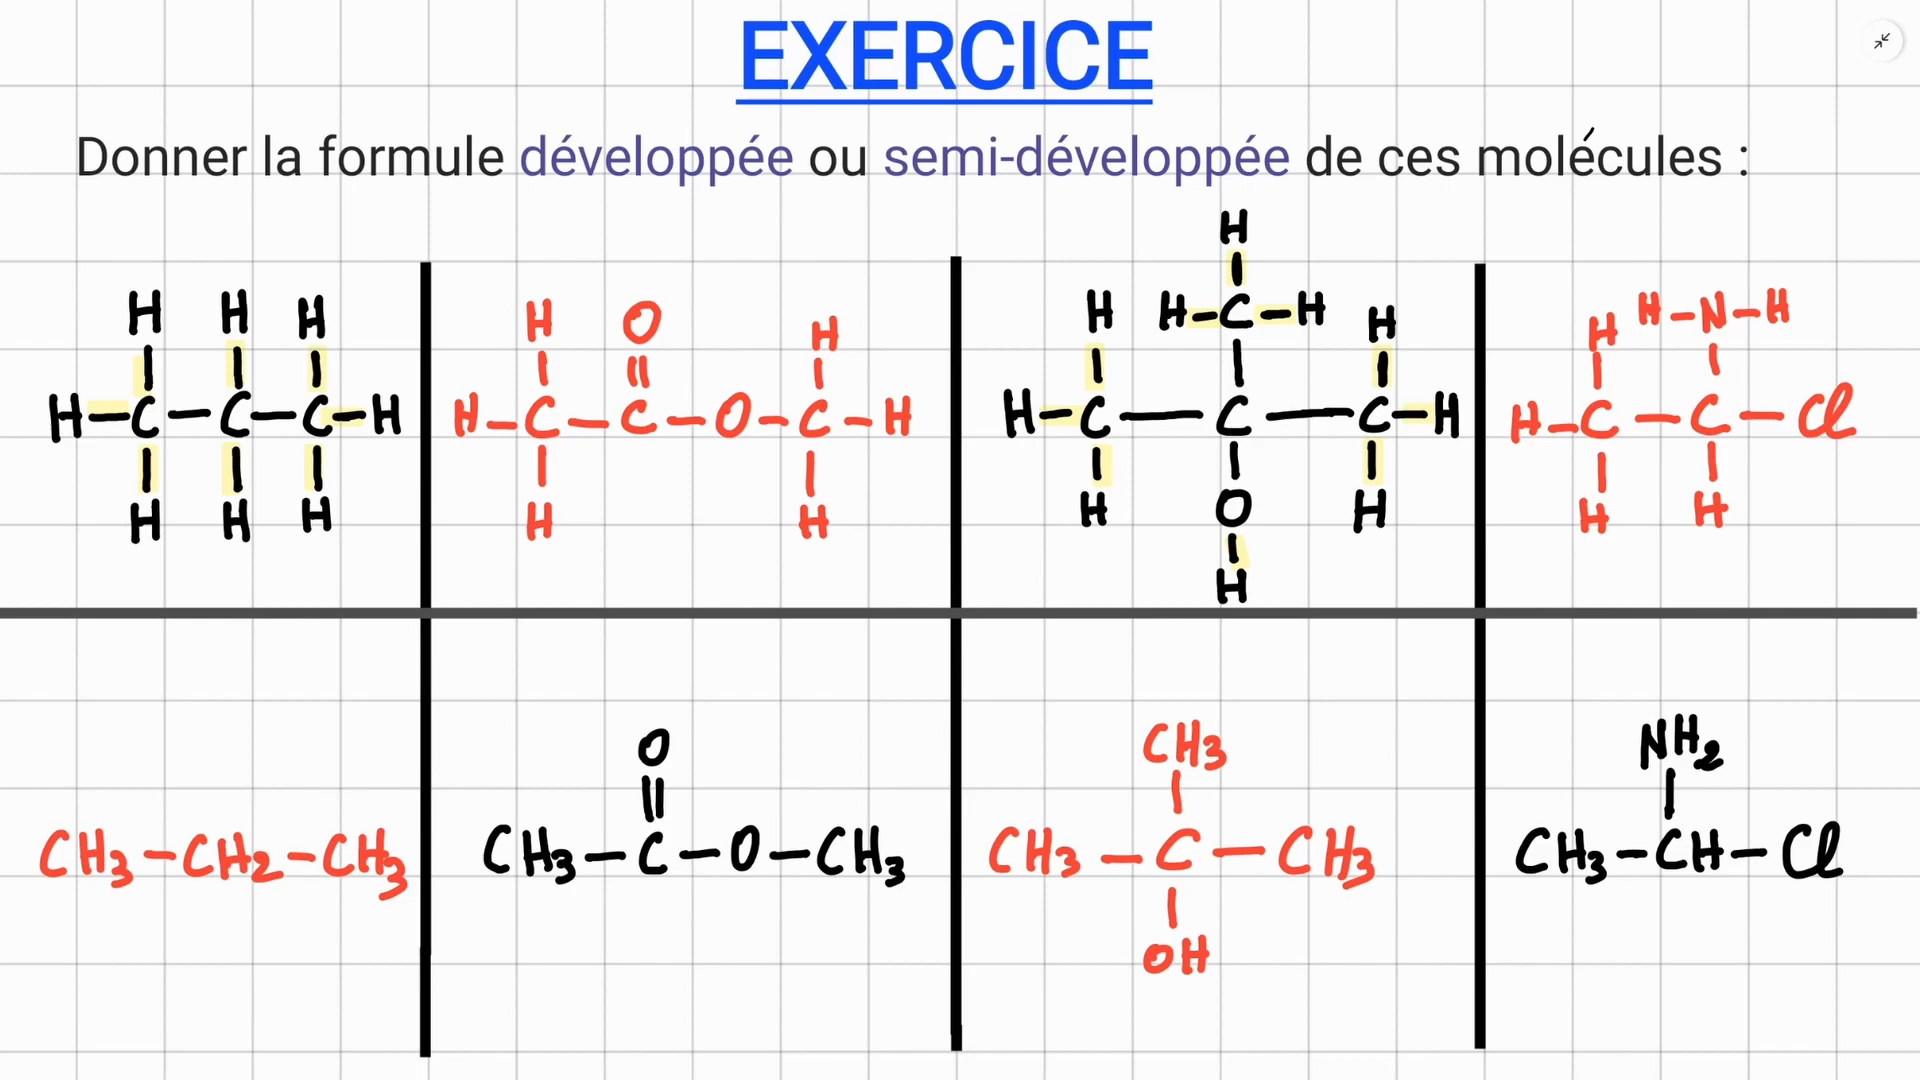 EXERCICE
Donner la formule développée ou semi-développée de ces molécules :
H H H
H-C-C-C-H
H H H
H O H
H-C-C-O-C-H
H H
H
H H-C-H H
H-C-C-C-H
H O H
H
H H-N-H
H-C-C-Cl
H H
CH3-CH2-CH3
O
CH3-C-O-CH3
CH3
CH3-C-CH3
OH
NH2
CH3-CH-Cl